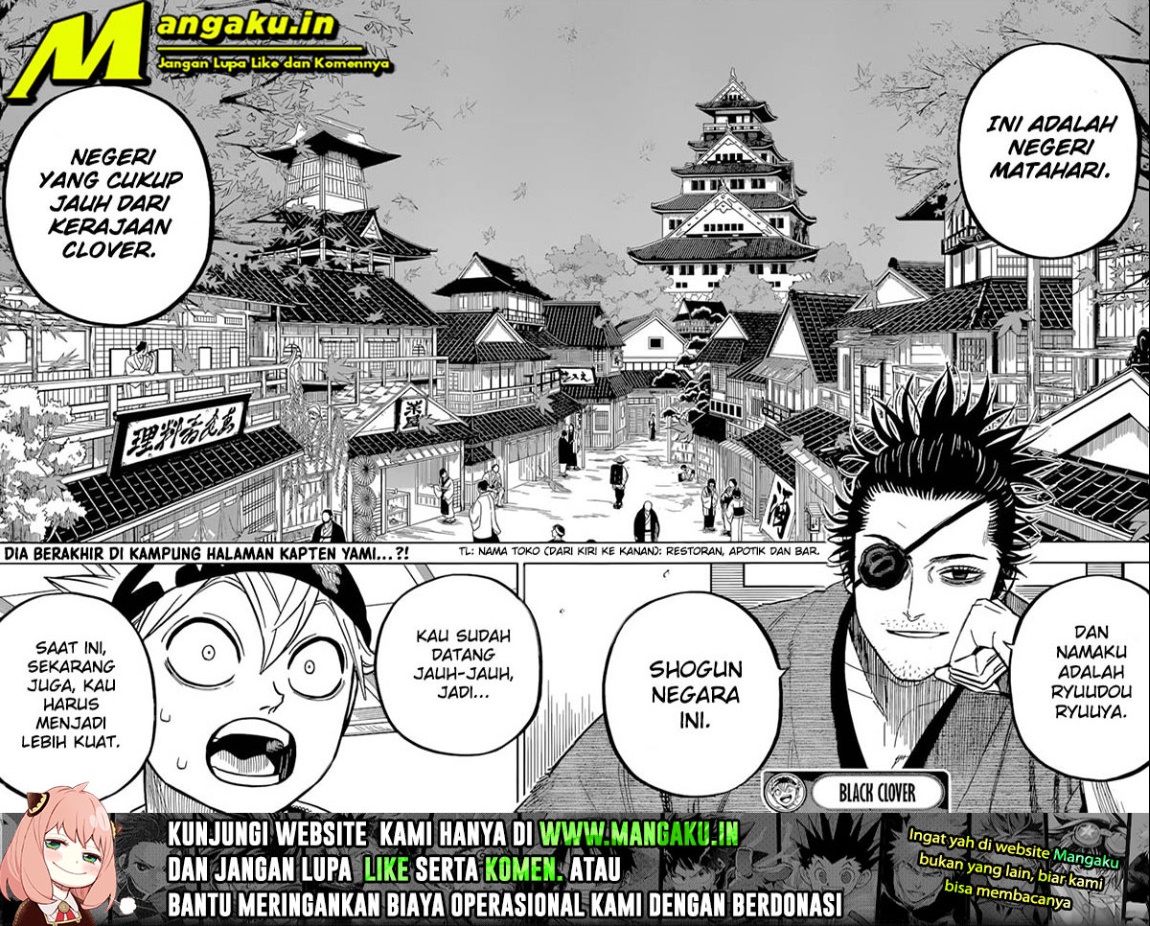 Mangaku.in
Jangan Lupa Like dan Komennya
INI ADALAH
NEGERI
MATAHARI.
NEGERI
YANG CUKUP
JAUH DARI
KERAJAAN
CLOVER.
DIA BERAKHIR DI KAMPUNG HALAMAN KAPTEN YAMI...?!
TL: NAMA TOKO (DARI KIRI KE KANAN): RESTORAN, APOTIK DAN BAR.
DAN
NAMAKU
ADALAH
RYUUDOU
RYUUYA.
SHOGUN
NEGARA
INI.
KAU SUDAH
DATANG
JAUH-JAUH,
JADI...
SAAT INI,
SEKARANG
JUGA, KAU
HARUS
MENJADI
LEBIH KUAT.
BLACK CLOVER
KUNJUNGI WEBSITE KAMI HANYA DI WWW.MANGAKU.IN
DAN JANGAN LUPA LIKE SERTA KOMEN. ATAU
BANTU MERINGANKAN BIAYA OPERASIONAL KAMI DENGAN BERDONASI
Ingat yah di website Mangaku
bukan yang lain, biar kami
bisa membacanya